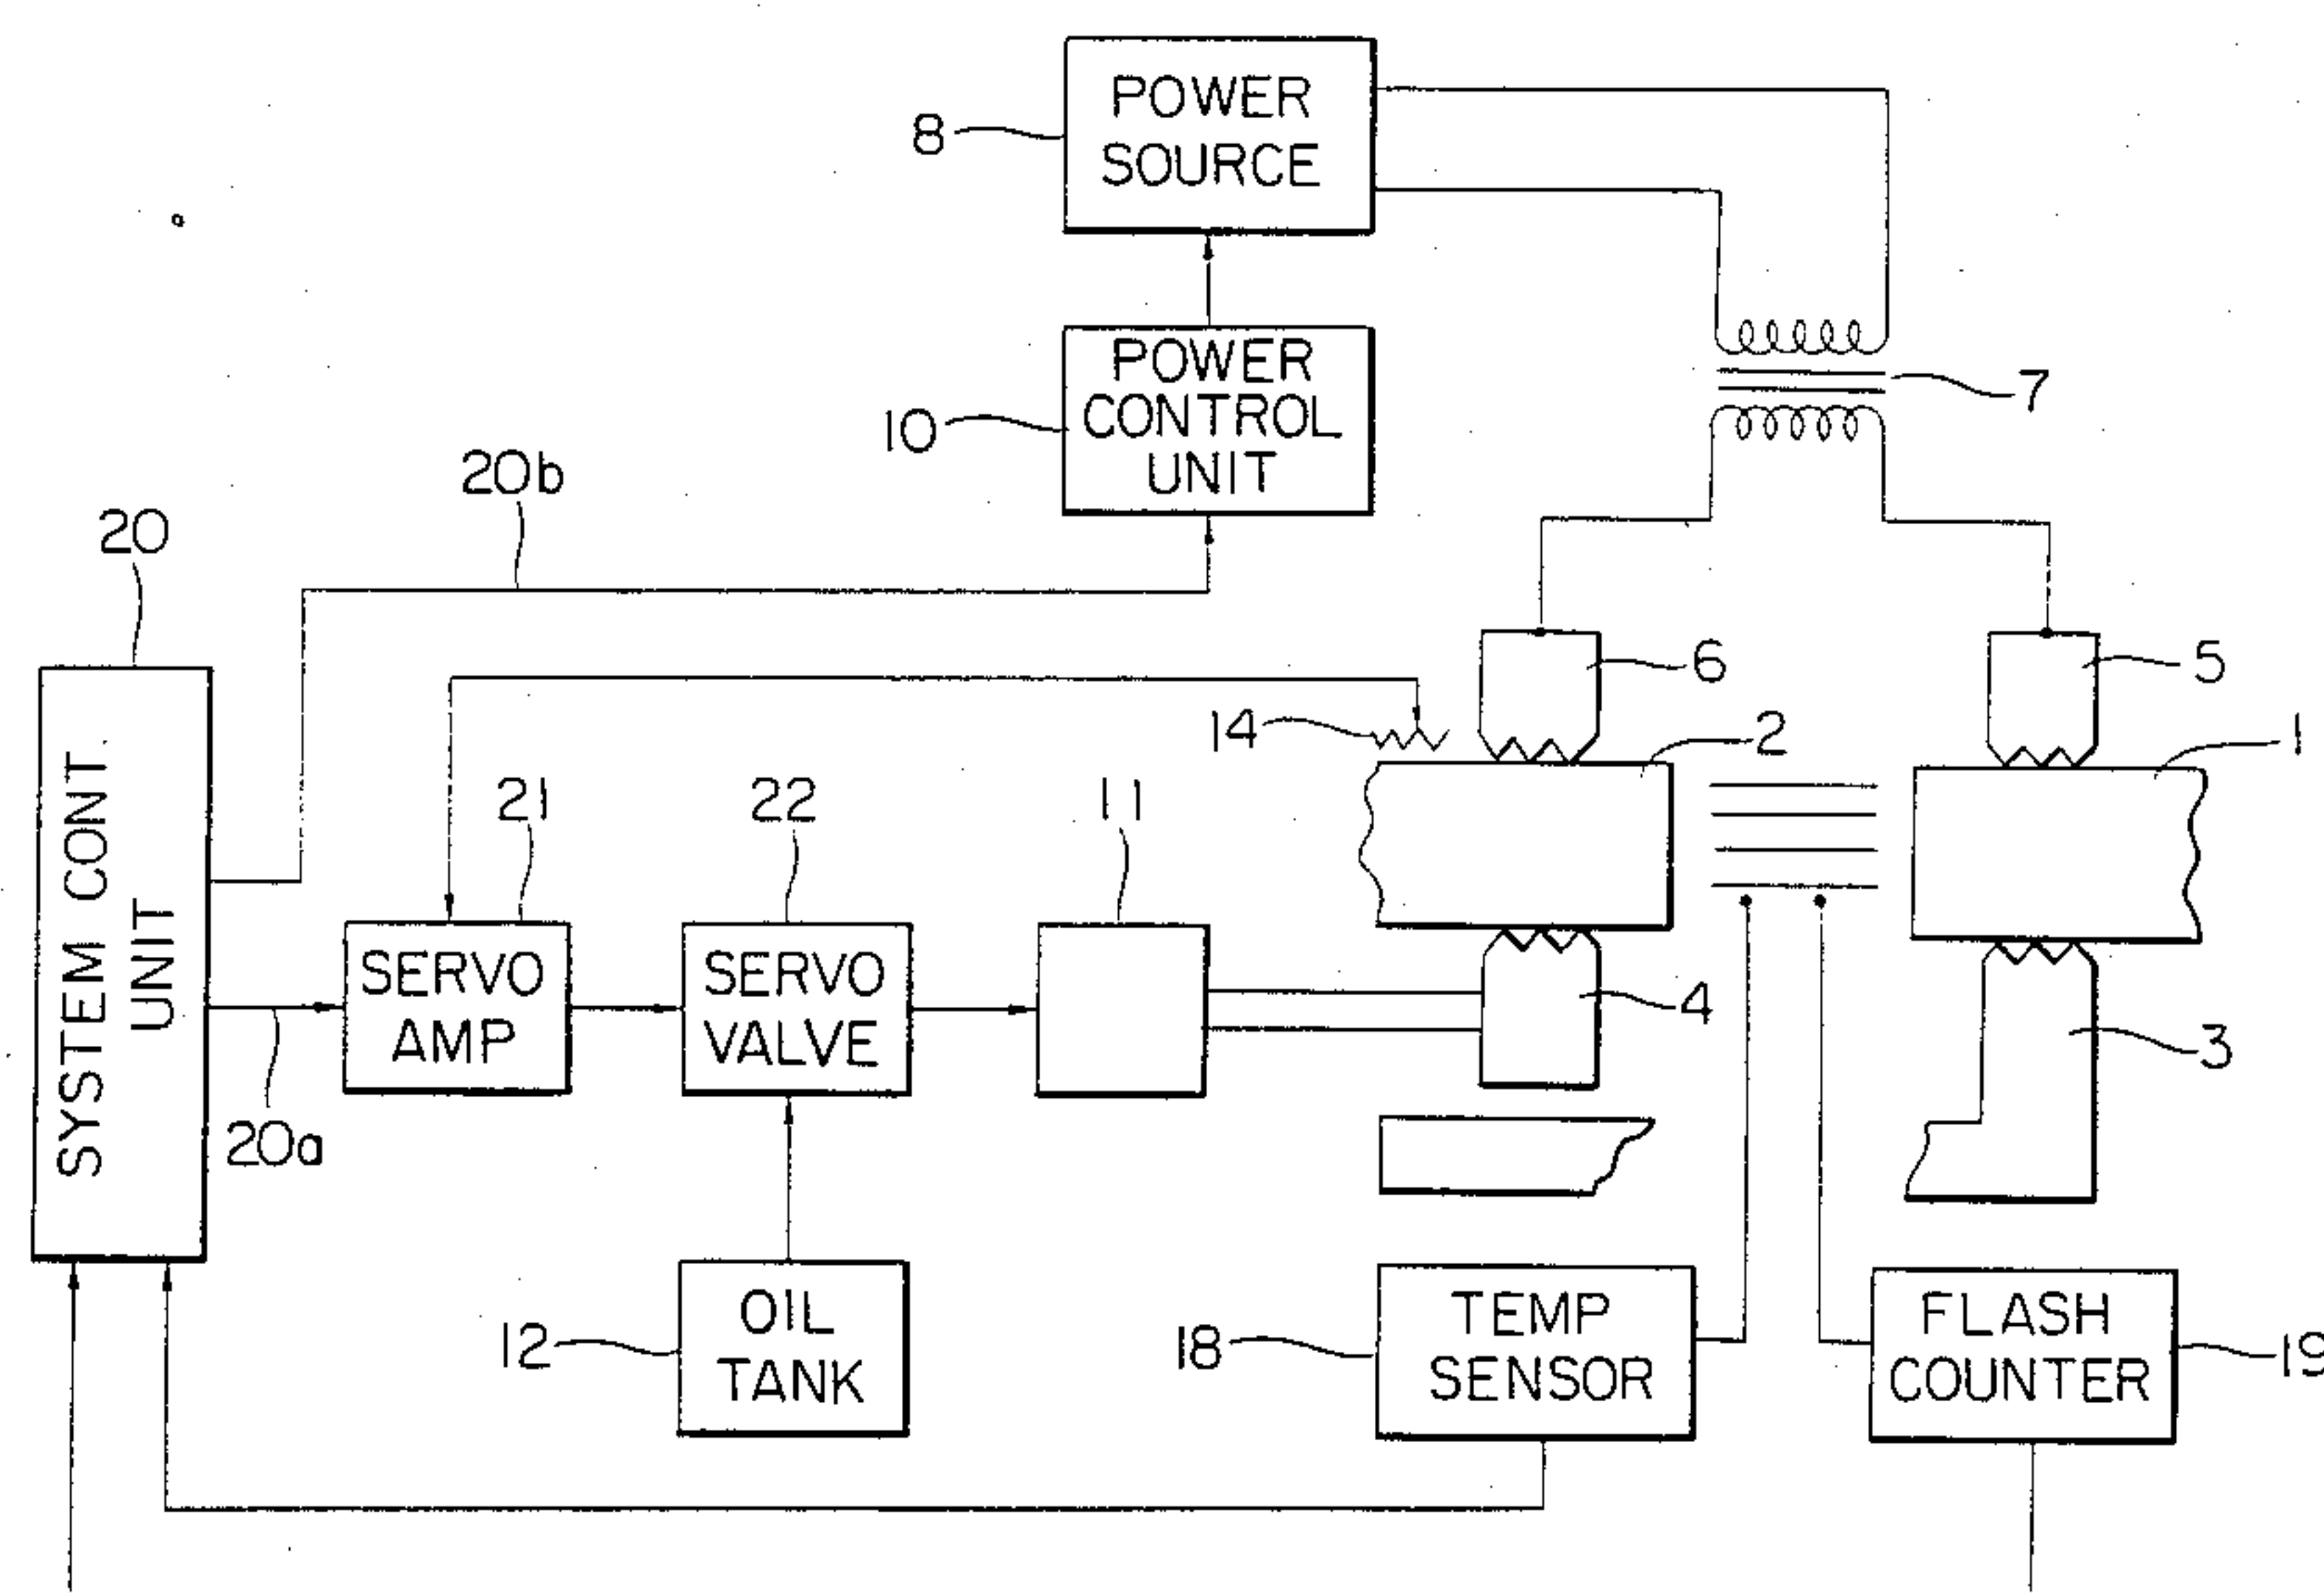 POWER
SOURCE
8
POWER
CONTROL
UNIT
10
7
20b
20
SYSTEM CONT.
UNIT
6
5
14
2
1
21
22
11
SERVO
AMP
SERVO
VALVE
4
3
20a
OIL
TANK
12
TEMP
SENSOR
18
FLASH
COUNTER
19